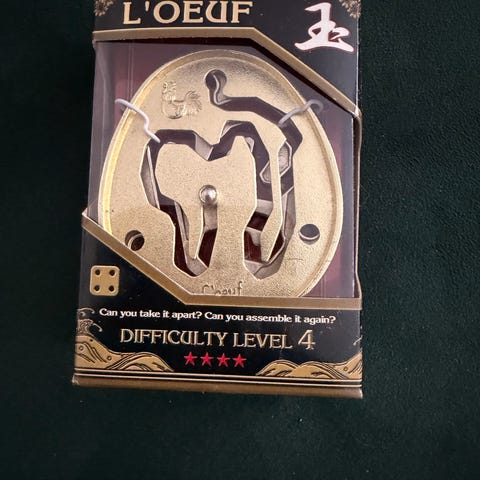 L'OEUF
玉
L'oeuf
Can you take it apart? Can you assemble it again?
DIFFICULTY LEVEL 4